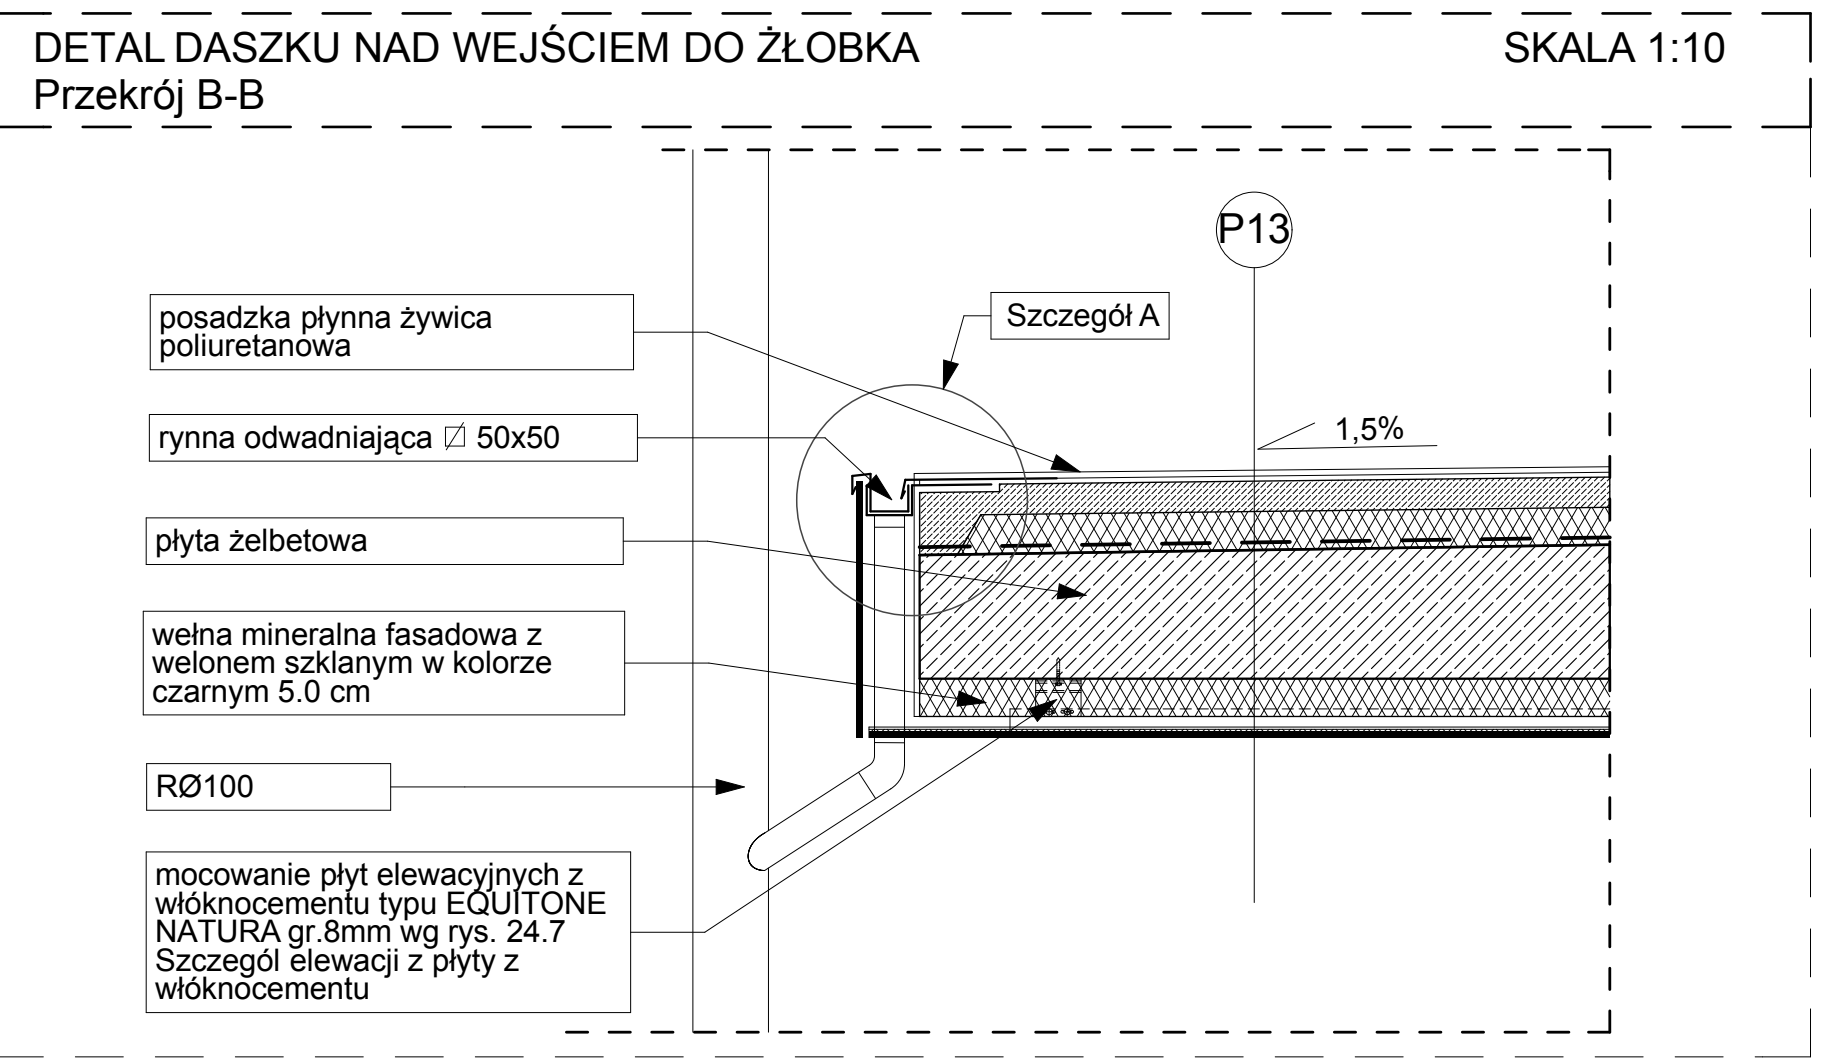 DETAL DASZKU NAD WEJŚCIEM DO ŻŁOBKA
SKALA 1:10
Przekrój B-B
P13
posadzka płynna żywica
poliuretanowa
Szczegół A
rynna odwadniająca 50x50
1,5%
płyta żelbetowa
wełna mineralna fasadowa z
welonem szklanym w kolorze
czarnym 5.0 cm
RØ100
mocowanie płyt elewacyjnych z
włóknocementu typu EQUITONE
NATURA gr.8mm wg rys. 24.7
Szczegól elewacji z płyty z
włóknocementu